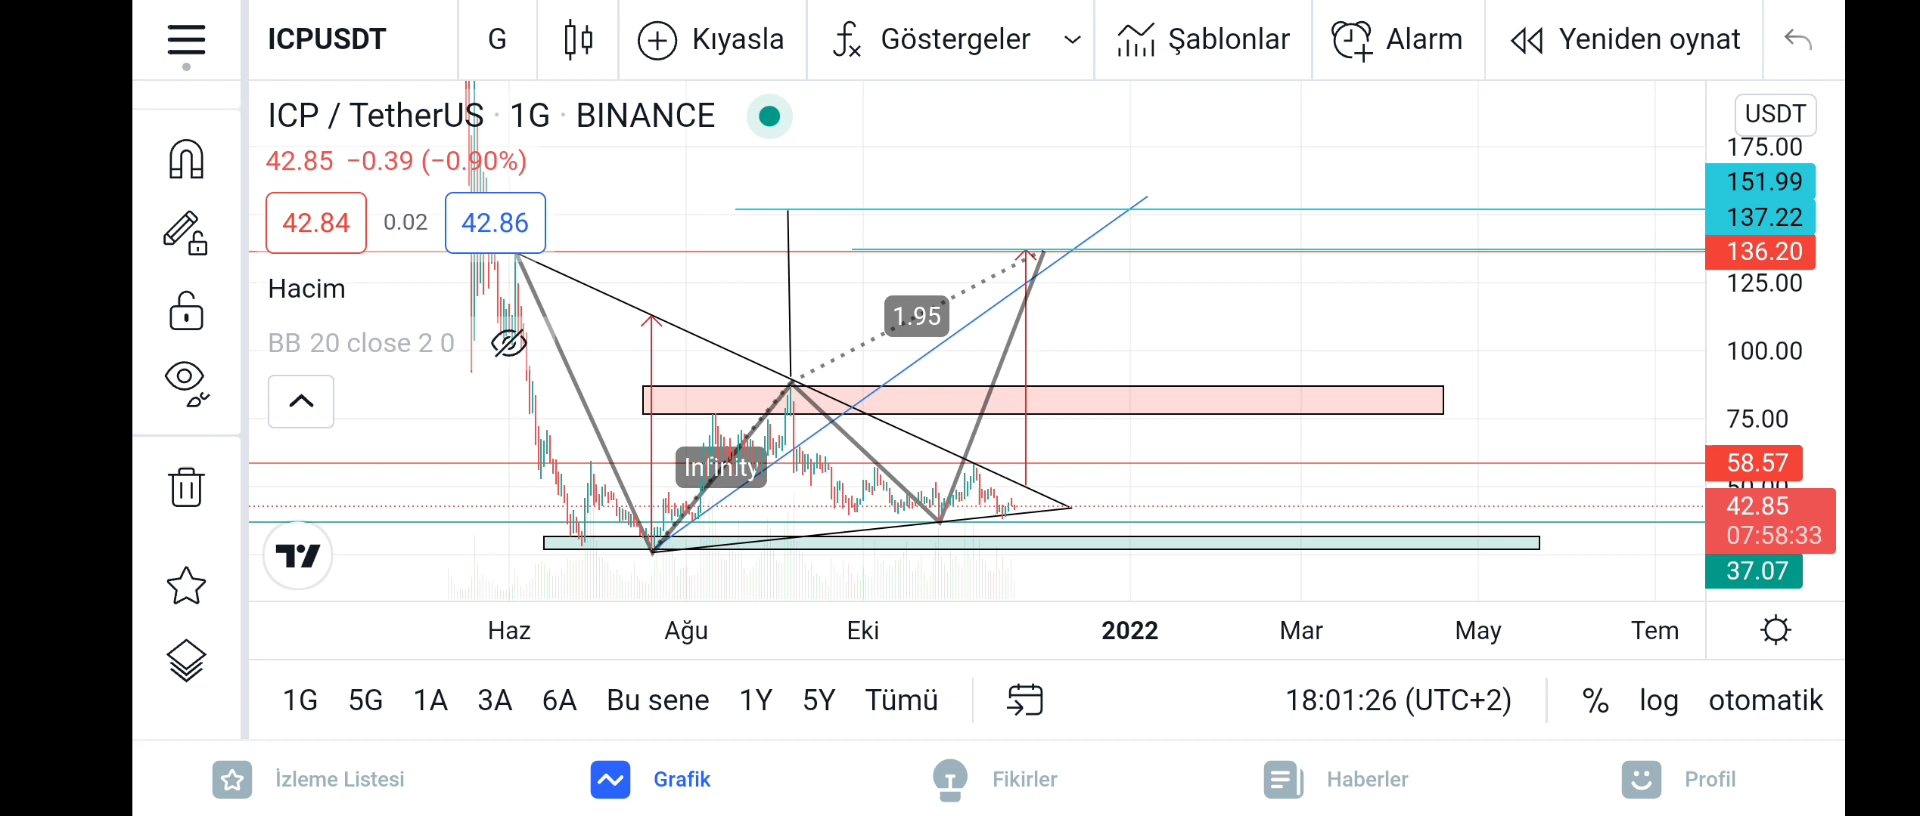 ICPUSDT G Kıyasla Göstergeler Şablonlar Alarm Yeniden oynat
ICP / TetherUS · 1G · BINANCE
42.85 −0.39 (−0.90%)
42.84 0.02 42.86
Hacim
BB 20 close 2 0
1.95
Infinity
USDT
175.00
151.99
137.22
136.20
125.00
100.00
75.00
58.57
50.00
42.85
07:58:33
37.07
Haz Ağu Eki 2022 Mar May Tem
1G 5G 1A 3A 6A Bu sene 1Y 5Y Tümü 18:01:26 (UTC+2) % log otomatik
İzleme Listesi Grafik Fikirler Haberler Profil